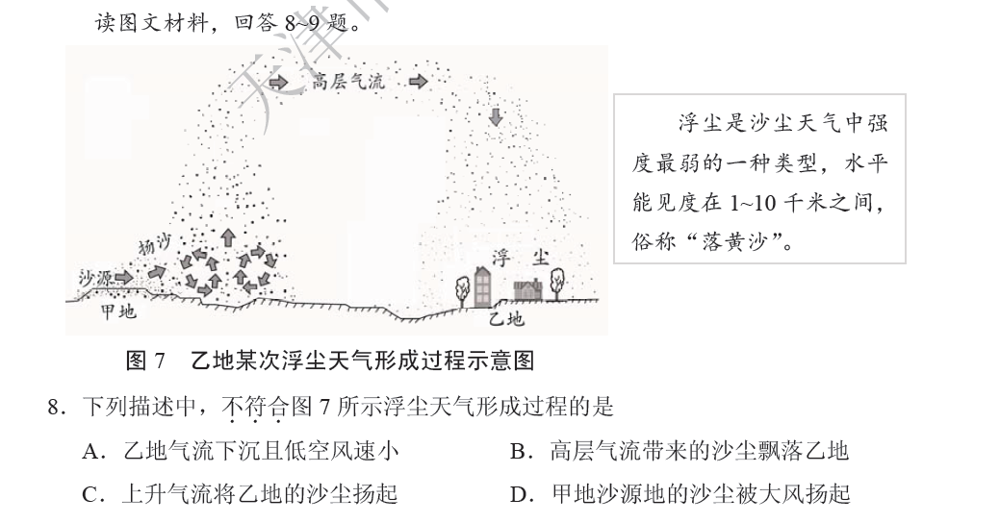 读图文材料，回答 8~9 题。
天津市
高层气流
浮尘是沙尘天气中强
度最弱的一种类型，水平
能见度在 1~10 千米之间，
俗称“落黄沙”。
扬沙
浮 尘
沙源
甲地
乙地
图 7 乙地某次浮尘天气形成过程示意图
8．下列描述中，不符合图 7 所示浮尘天气形成过程的是
A．乙地气流下沉且低空风速小 B．高层气流带来的沙尘飘落乙地
C．上升气流将乙地的沙尘扬起 D．甲地沙源地的沙尘被大风扬起